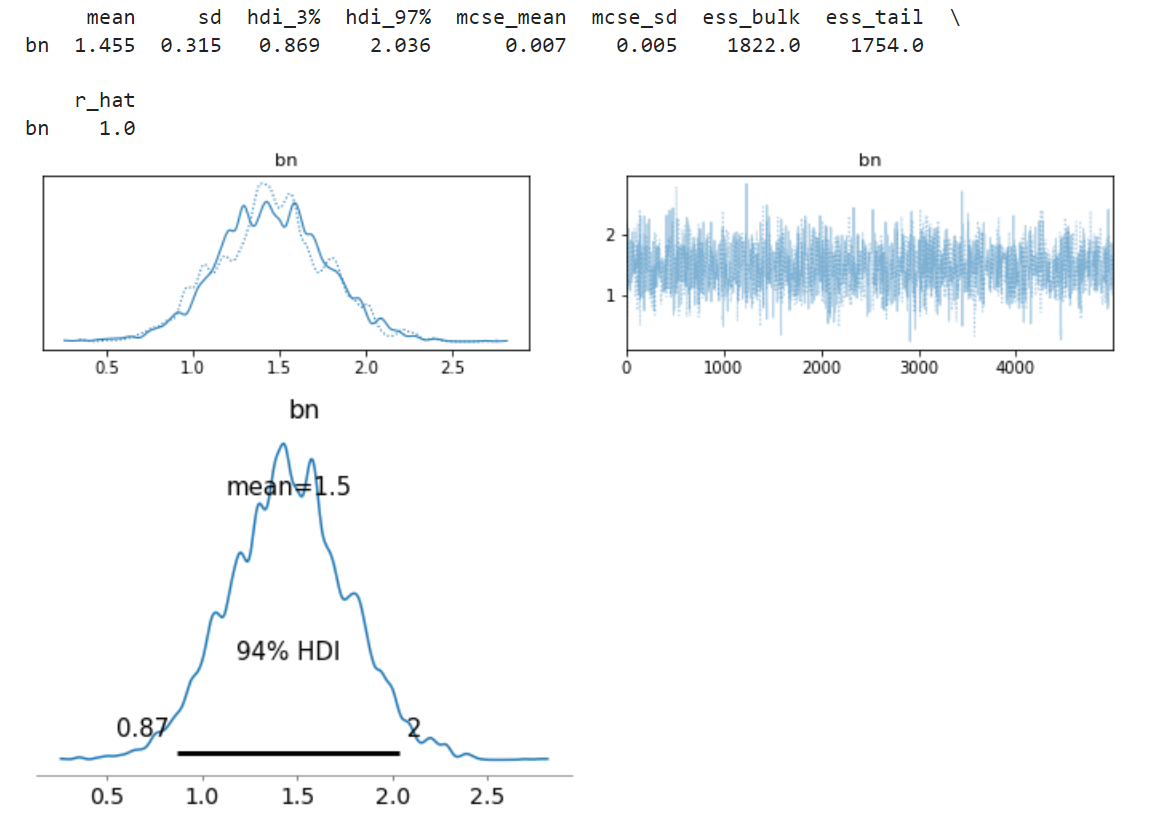 mean sd hdi_3% hdi_97% mcse_mean mcse_sd ess_bulk ess_tail \
bn 1.455 0.315 0.869 2.036 0.007 0.005 1822.0 1754.0
r_hat
bn 1.0
bn
0.5 1.0 1.5 2.0 2.5
bn
2
1
0 1000 2000 3000 4000
bn
mean=1.5
94% HDI
0.87 2
0.5 1.0 1.5 2.0 2.5